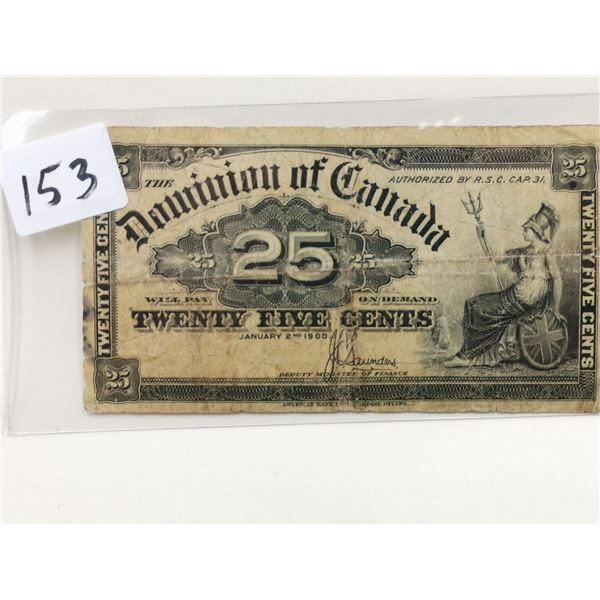 153
25
THE
Dominion of Canada
AUTHORIZED BY R.S.C. CAP. 31.
25
TWENTY FIVE CEN
25 25 25
TWENTY FIVE CENTS
WILL PAY ON DEMAND
TWENTY FIVE CENTS
JANUARY 2ND 1900
J C Saunders
DEPUTY MINISTER OF FINANCE
25
AMERICAN BANK NOTE COMPANY, OTTAWA.